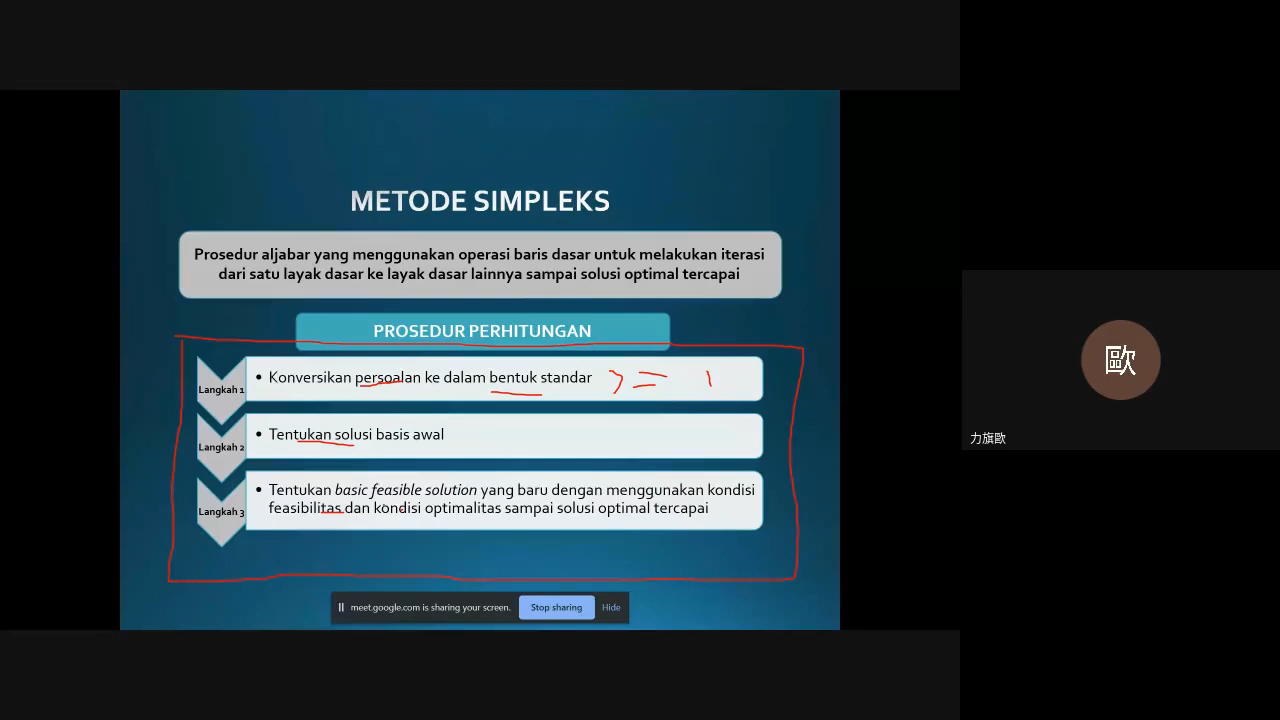 METODE SIMPLEKS
Prosedur aljabar yang menggunakan operasi baris dasar untuk melakukan iterasi
dari satu layak dasar ke layak dasar lainnya sampai solusi optimal tercapai
PROSEDUR PERHITUNGAN
Langkah 1
• Konversikan persoalan ke dalam bentuk standar
Langkah 2
• Tentukan solusi basis awal
Langkah 3
• Tentukan basic feasible solution yang baru dengan menggunakan kondisi
feasibilitas dan kondisi optimalitas sampai solusi optimal tercapai
meet.google.com is sharing your screen.
Stop sharing
Hide
歐
力旗歐